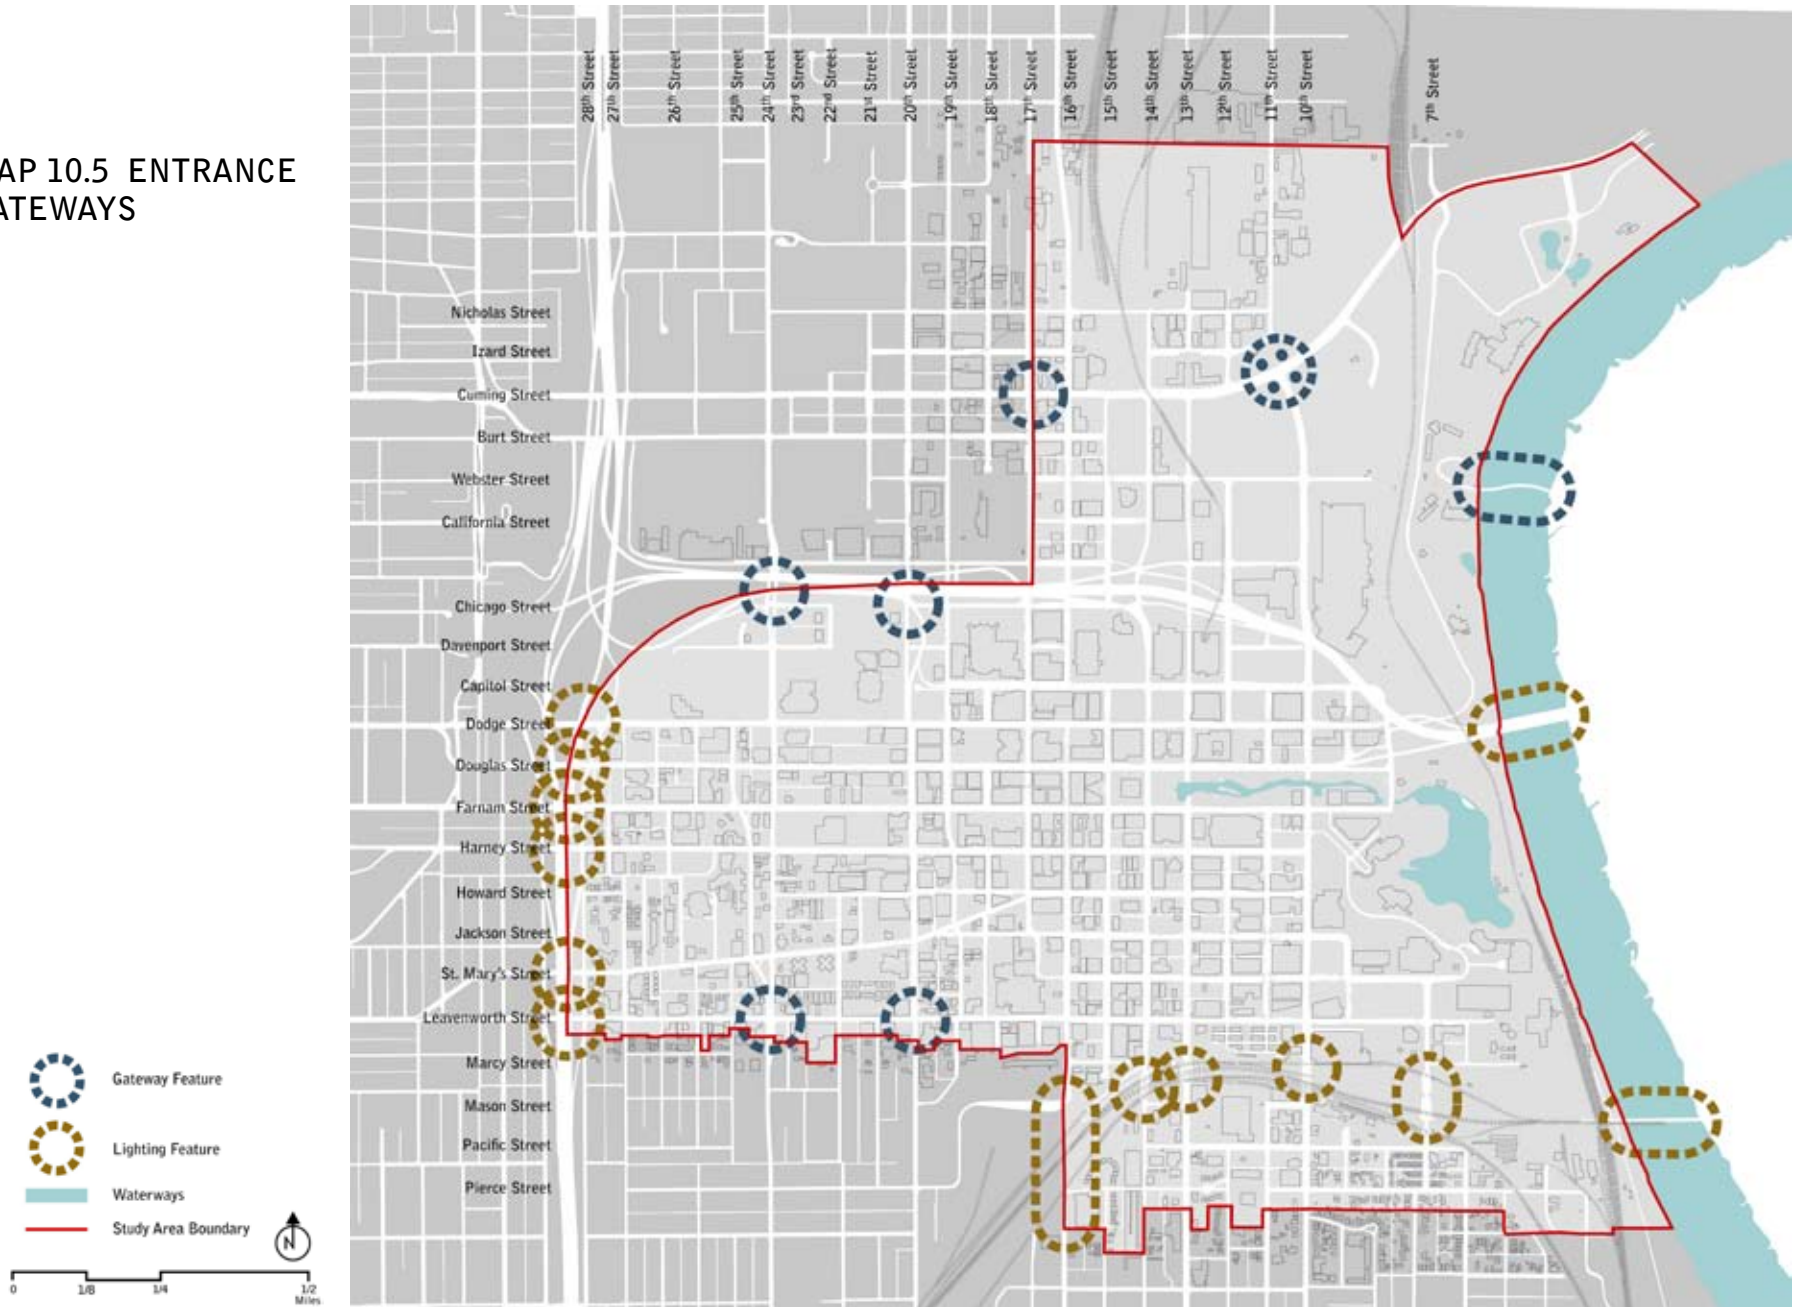 AP 10.5 ENTRANCE
ATEWAYS
28th Street
27th Street
26th Street
25th Street
24th Street
23rd Street
22nd Street
21st Street
20th Street
19th Street
18th Street
17th Street
16th Street
15th Street
14th Street
13th Street
12th Street
11th Street
10th Street
7th Street
Nicholas Street
Izard Street
Cuming Street
Burt Street
Webster Street
California Street
Chicago Street
Davenport Street
Capitol Street
Dodge Street
Douglas Street
Farnam Street
Harney Street
Howard Street
Jackson Street
St. Mary's Street
Leavenworth Street
Marcy Street
Mason Street
Pacific Street
Pierce Street
Gateway Feature
Lighting Feature
Waterways
Study Area Boundary
N
0 1/8 1/4 1/2
Miles